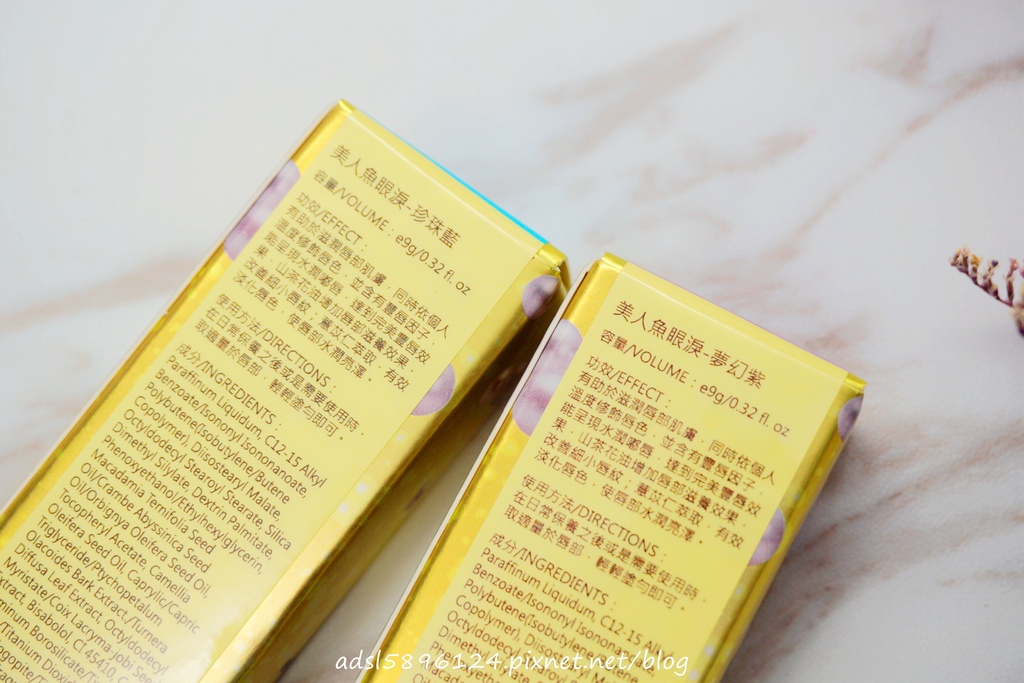 美人魚眼淚-珍珠藍
容量/VOLUME : e9g/0.32 fl. oz
功效/EFFECT :
有助於滋潤唇部肌膚，同時依個人
溫度修飾唇色，並含有豐唇因子，
能呈現水潤嘟唇，達到完美豐唇效
果，山茶花油增加唇部滋養效果，
改善細小唇紋，薏苡仁萃取，有效
淡化唇色，使唇部水潤亮澤。
使用方法/DIRECTIONS :
在日常保養之後或是需要使用時，
取適量於唇部，輕輕塗勻即可。
成分/INGREDIENTS :
Paraffinum Liquidum, C12-15 Alkyl
Benzoate/Isononyl Isononanoate,
Polybutene(Isobutylene/Butene
Copolymer), Diisostearyl Malate,
Octyldodecyl Stearoyl Stearate, Silica
Dimethyl Silylate, Dextrin Palmitate,
Phenoxyethanol/Ethylhexylglycerin,
Macadamia Ternifolia Seed
Oil/Crambe Abyssinica Seed
Oil/Orbignya Oleifera Seed Oil,
Tocopheryl Acetate, Camellia
Oleifera Seed Oil, Caprylic/Capric
Triglyceride/Ptychopetalum
Olacoides Bark Extract/Turnera
Diffusa Leaf Extract, Octyldodecyl
Myristate/Coix Lacryma-Jobi Seed
Extract, Bisabolol, CI 45410, Calcium
Aluminum Borosilicate/
/Titanium
美人魚眼淚-夢幻紫
容量/VOLUME : e9g/0.32 fl. oz
功效/EFFECT :
有助於滋潤唇部肌膚，同時依個人
溫度修飾唇色，並含有豐唇因子，
能呈現水潤嘟唇，達到完美豐唇效
果，山茶花油增加唇部滋養效果，
改善細小唇紋，薏苡仁萃取，有效
淡化唇色，使唇部水潤亮澤。
使用方法/DIRECTIONS :
在日常保養之後或是需要使用時，
取適量於唇部，輕輕塗勻即可。
成分/INGREDIENTS :
Paraffinum Liquidum, C12-15 Alkyl
Benzoate/Isononyl Isononanoate,
Polybutene(Isobutylene/
Copolymer),
Octyldodecyl
Dimethyl
adsl5896124.pixnet.net/blog